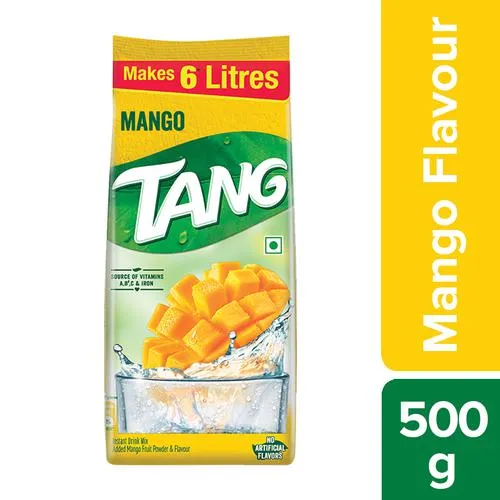 Makes 6 Litres
MANGO
TANG
SOURCE OF VITAMINS
A,B,C & IRON
Instant Drink Mix
Added Mango Fruit Powder & Flavour
NO
ARTIFICIAL
FLAVORS
Mango Flavour
500
g